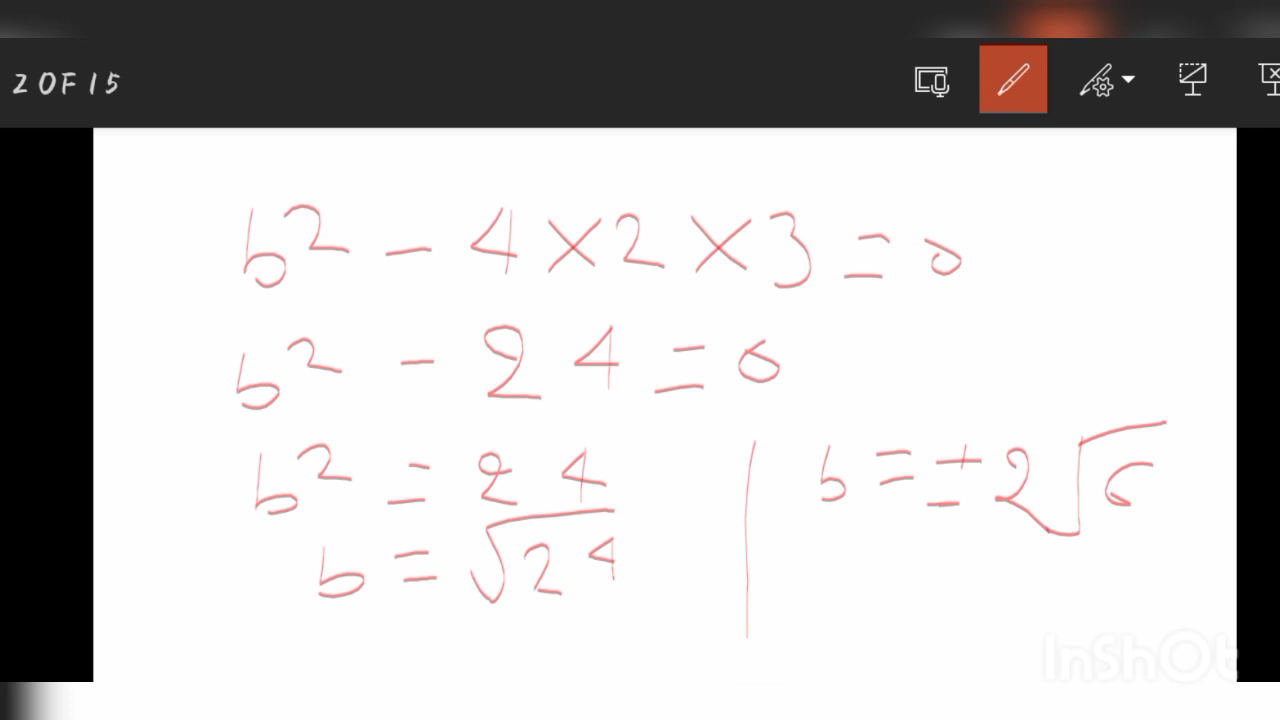 2 OF 15
b² - 4 × 2 × 3 = 0
b² - 24 = 0
b² = 24
b = √24
b = ± 2√6
InShOt